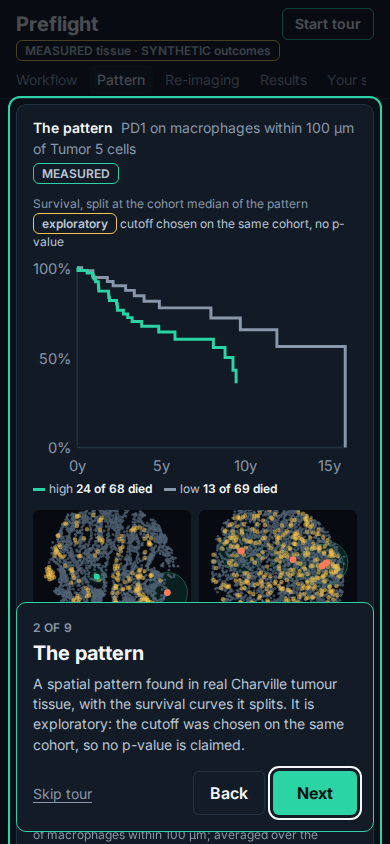 Preflight
Start tour
MEASURED tissue · SYNTHETIC outcomes
Workflow Pattern Re-imaging Results Your s
The pattern PD1 on macrophages within 100 μm
of Tumor 5 cells
MEASURED
Survival, split at the cohort median of the pattern
exploratory cutoff chosen on the same cohort, no p-
value
100%
50%
0%
0y 5y 10y 15y
high 24 of 68 died low 13 of 69 died
2 OF 9
The pattern
A spatial pattern found in real Charville tumour
tissue, with the survival curves it splits. It is
exploratory: the cutoff was chosen on the same
cohort, so no p-value is claimed.
Skip tour Back Next
of macrophages within 100 μm; averaged over the